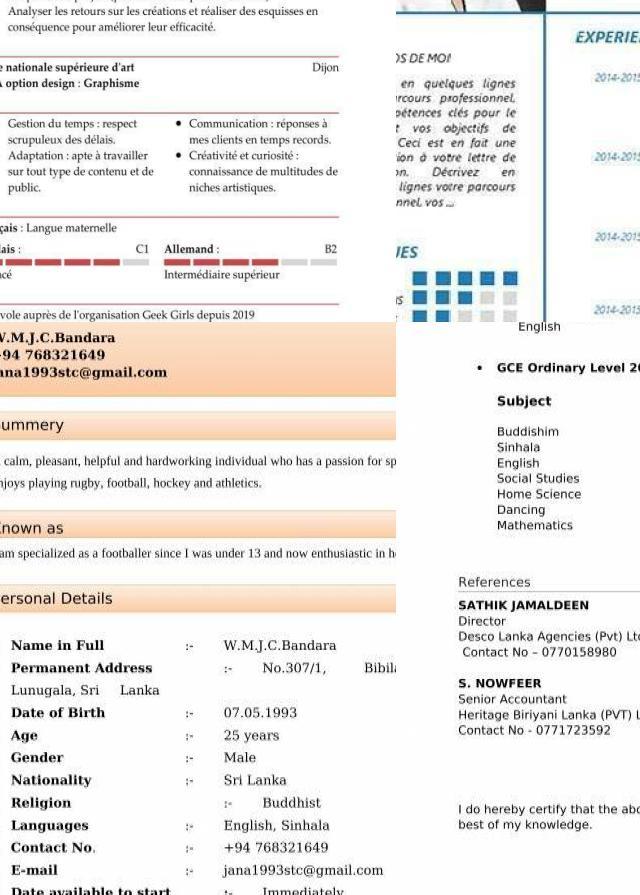 Analyser les retours sur les créations et réaliser des esquisses en
conséquence pour améliorer leur efficacité.
e nationale supérieure d'art
Dijon
A option design : Graphisme
Gestion du temps : respect
scrupuleux des délais.
Adaptation : apte à travailler
sur tout type de contenu et de
public.
• Communication : réponses à
mes clients en temps records.
• Créativité et curiosité :
connaissance de multitudes de
niches artistiques.
çais : Langue maternelle
lais :
C1
ncé
Allemand :
B2
Intermédiaire supérieur
vole auprès de l'organisation Geek Girls depuis 2019
OS DE MOI
en quelques lignes
rcours professionnel,
pétences clés pour le
t vos objectifs de
Ceci est en fait une
ion à votre lettre de
on. Décrivez en
lignes votre parcours
nnel, vos ...
UES
EXPERIE
2014-2015
2014-2015
2014-2015
2014-2015
W.M.J.C.Bandara
+94 768321649
jana1993stc@gmail.com
ummery
calm, pleasant, helpful and hardworking individual who has a passion for sp
njoys playing rugby, football, hockey and athletics.
Known as
am specialized as a footballer since I was under 13 and now enthusiastic in h
ersonal Details
Name in Full :- W.M.J.C.Bandara
Permanent Address :- No.307/1, Bibila
Lunugala, Sri Lanka
Date of Birth :- 07.05.1993
Age :- 25 years
Gender :- Male
Nationality :- Sri Lanka
Religion :- Buddhist
Languages :- English, Sinhala
Contact No. :- +94 768321649
E-mail :- jana1993stc@gmail.com
Date available to start :- Immediately
English
• GCE Ordinary Level 20
Subject
Buddishim
Sinhala
English
Social Studies
Home Science
Dancing
Mathematics
References
SATHIK JAMALDEEN
Director
Desco Lanka Agencies (Pvt) Ltd
Contact No – 0770158980
S. NOWFEER
Senior Accountant
Heritage Biriyani Lanka (PVT) L
Contact No - 0771723592
I do hereby certify that the abo
best of my knowledge.